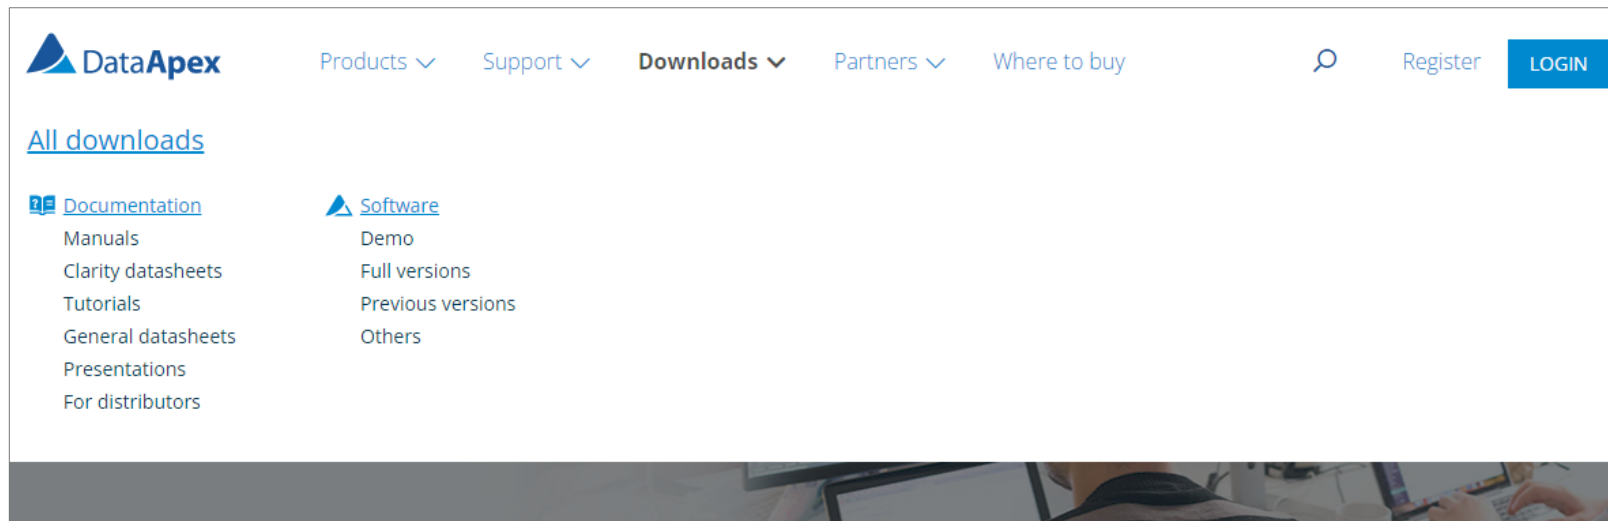 DataApex Products Support Downloads Partners Where to buy Register LOGIN
All downloads
Documentation
Manuals
Clarity datasheets
Tutorials
General datasheets
Presentations
For distributors
Software
Demo
Full versions
Previous versions
Others